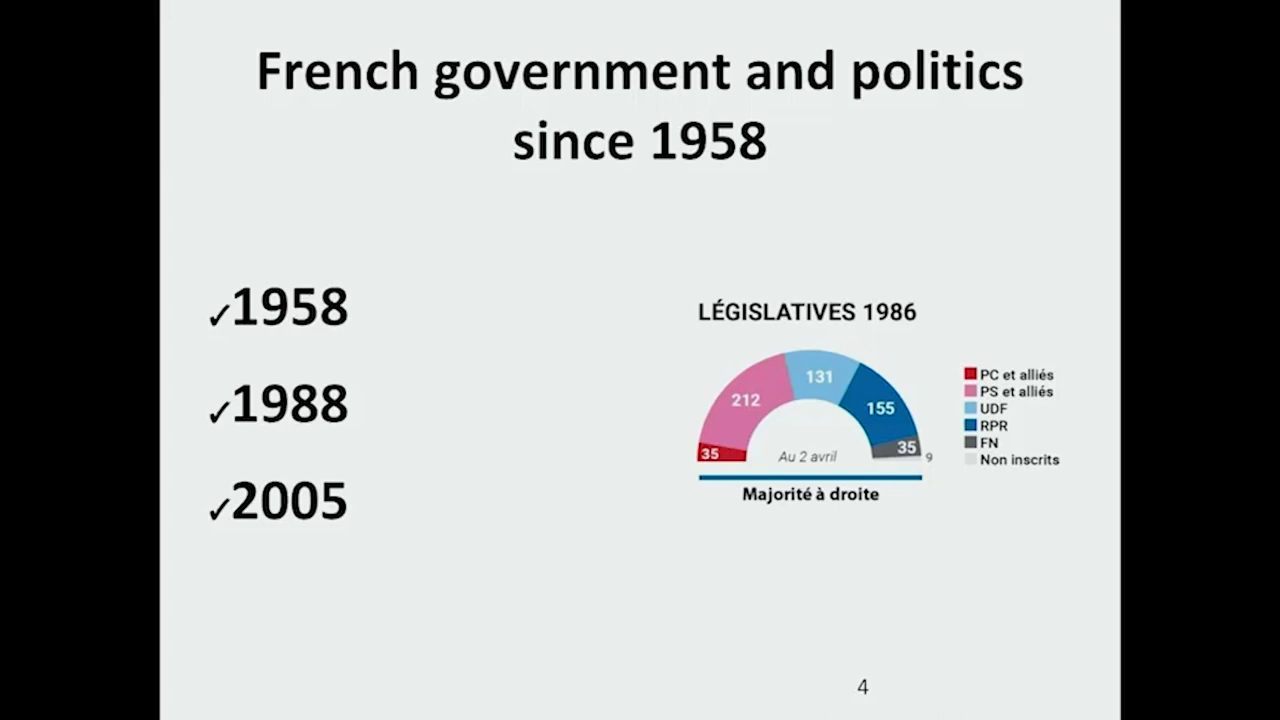 French government and politics
since 1958
✓1958
✓1988
✓2005
LÉGISLATIVES 1986
35
212
131
155
35
9
Au 2 avril
Majorité à droite
PC et alliés
PS et alliés
UDF
RPR
FN
Non inscrits
4